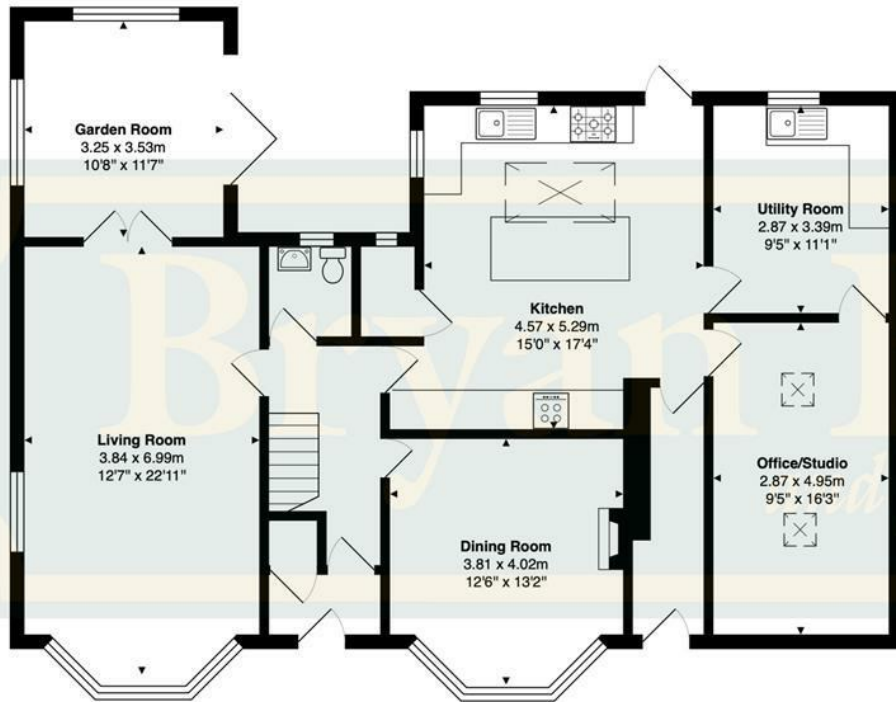 Garden Room
3.25 x 3.53m
10'8" x 11'7"
Utility Room
2.87 x 3.39m
9'5" x 11'1"
Kitchen
4.57 x 5.29m
15'0" x 17'4"
Living Room
3.84 x 6.99m
12'7" x 22'11"
Office/Studio
2.87 x 4.95m
9'5" x 16'3"
Dining Room
3.81 x 4.02m
12'6" x 13'2"
Bryan
and